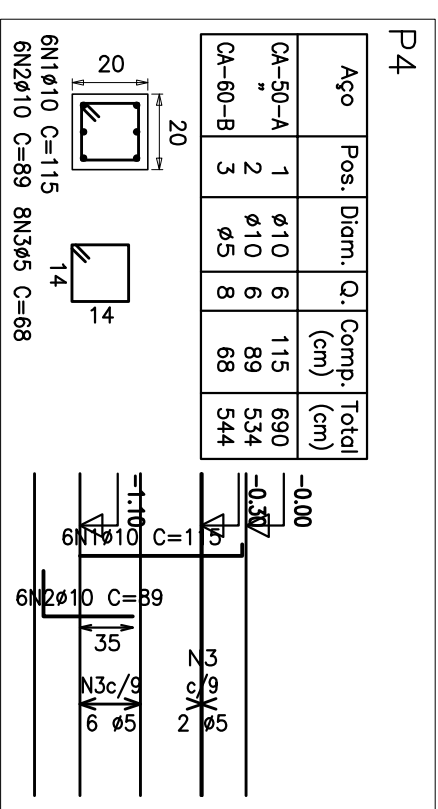 P4
Aço Pos. Diam. Q. Comp. (cm) Total (cm)
CA-50-A 1 ø10 6 115 690
" 2 ø10 6 89 534
CA-60-B 3 ø5 8 68 544
20
20
6N1ø10 C=115
6N2ø10 C=89
14
14
8N3ø5 C=68
-0.00
-0.30
-1.10
6N1ø10 C=115
6N2ø10 C=89
35
N3
c/9
2 ø5
N3c/9
6 ø5